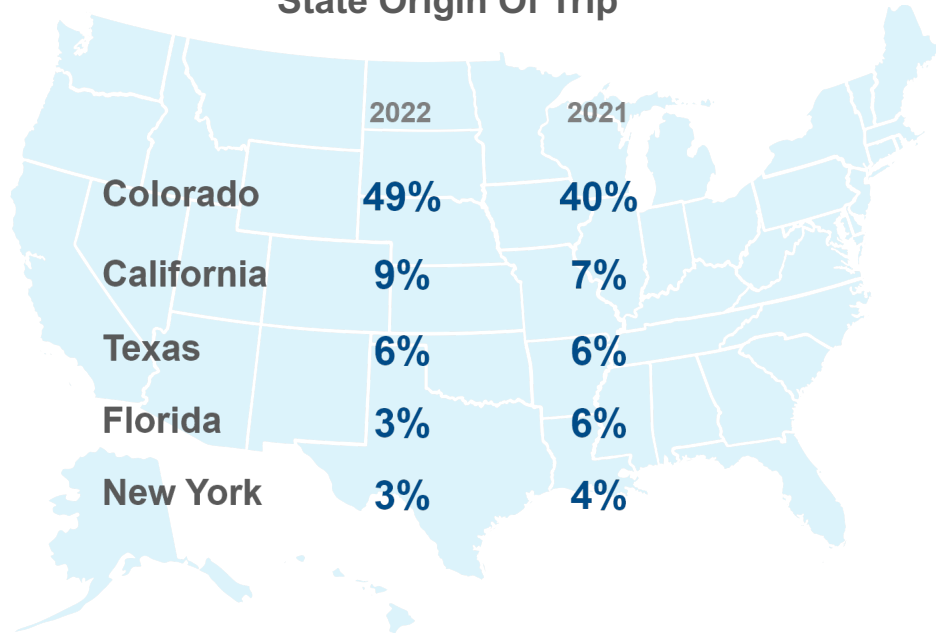 State Origin Of Trip
2022 2021
Colorado 49% 40%
California 9% 7%
Texas 6% 6%
Florida 3% 6%
New York 3% 4%